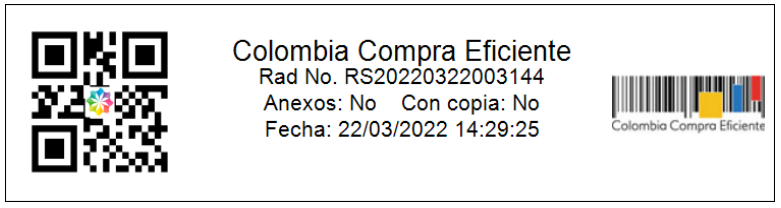 Colombia Compra Eficiente
Rad No. RS20220322003144
Anexos: No    Con copia: No
Fecha: 22/03/2022 14:29:25
Colombia Compra Eficiente